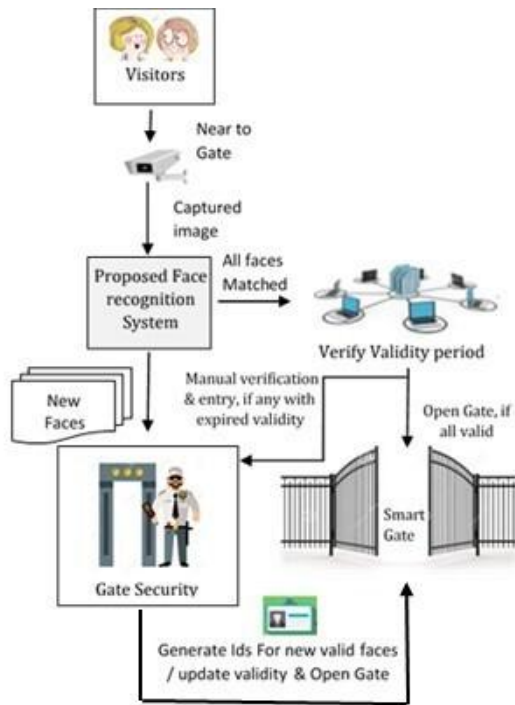 Visitors
Near to
Gate
Captured
image
Proposed Face
recognition
System
All faces
Matched
Verify Validity period
New
Faces
Manual verification
& entry, if any with
expired validity
Open Gate, if
all valid
Smart
Gate
Gate Security
Generate Ids For new valid faces
/ update validity & Open Gate